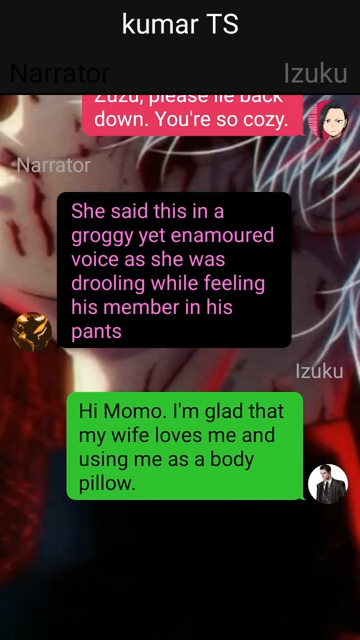 kumar TS
Narrator
Izuku
Zuzu, please lie back
down. You're so cozy.
Narrator
She said this in a
groggy yet enamoured
voice as she was
drooling while feeling
his member in his
pants
Izuku
Hi Momo. I'm glad that
my wife loves me and
using me as a body
pillow.